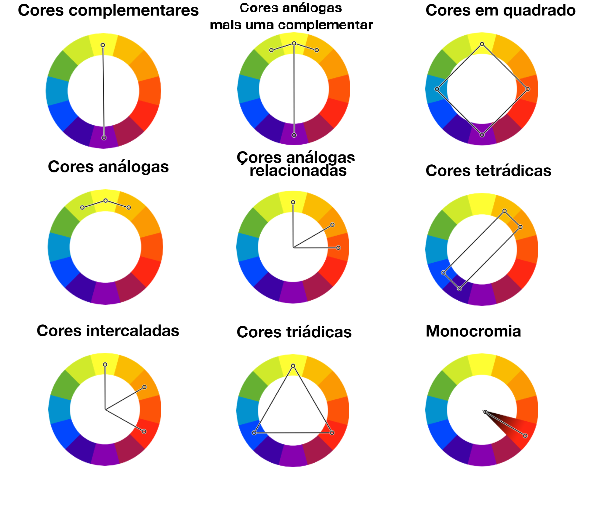 Cores complementares
Cores análogas
mais uma complementar
Cores em quadrado
Cores análogas
Cores análogas
relacionadas
Cores tetrádicas
Cores intercaladas
Cores triádicas
Monocromia